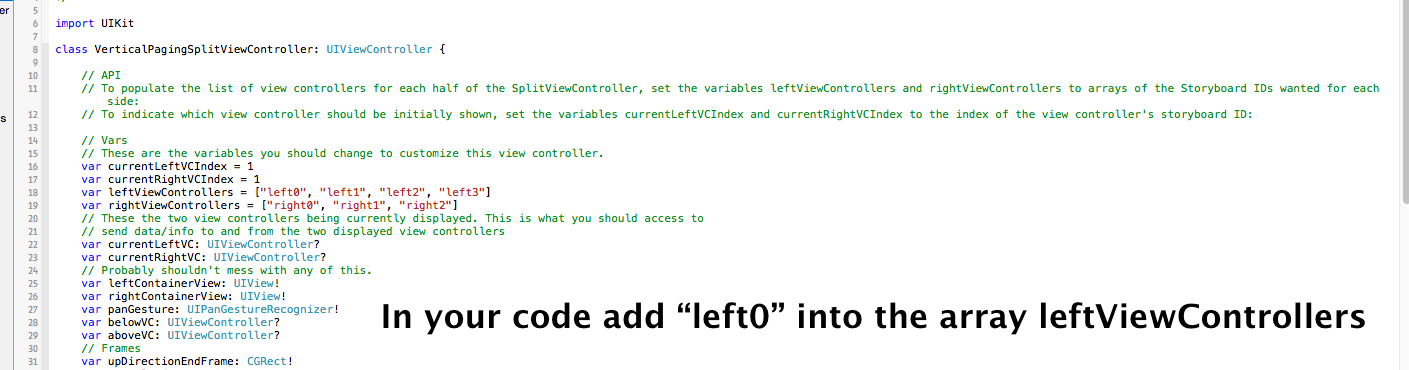 er
5
6 import UIKit
7
8 class VerticalPagingSplitViewController: UIViewController {
9
10 // API
11 // To populate the list of view controllers for each half of the SplitViewController, set the variables leftViewControllers and rightViewControllers to arrays of the Storyboard IDs wanted for each
side:
s
12 // To indicate which view controller should be initially shown, set the variables currentLeftVCIndex and currentRightVCIndex to the index of the view controller's storyboard ID:
13
14 // Vars
15 // These are the variables you should change to customize this view controller.
16 var currentLeftVCIndex = 1
17 var currentRightVCIndex = 1
18 var leftViewControllers = ["left0", "left1", "left2", "left3"]
19 var rightViewControllers = ["right0", "right1", "right2"]
20 // These the two view controllers being currently displayed. This is what you should access to
21 // send data/info to and from the two displayed view controllers
22 var currentLeftVC: UIViewController?
23 var currentRightVC: UIViewController?
24 // Probably shouldn't mess with any of this.
25 var leftContainerView: UIView!
26 var rightContainerView: UIView!
27 var panGesture: UIPanGestureRecognizer!
28 var belowVC: UIViewController?
29 var aboveVC: UIViewController?
30 // Frames
31 var upDirectionEndFrame: CGRect!
In your code add “left0” into the array leftViewControllers